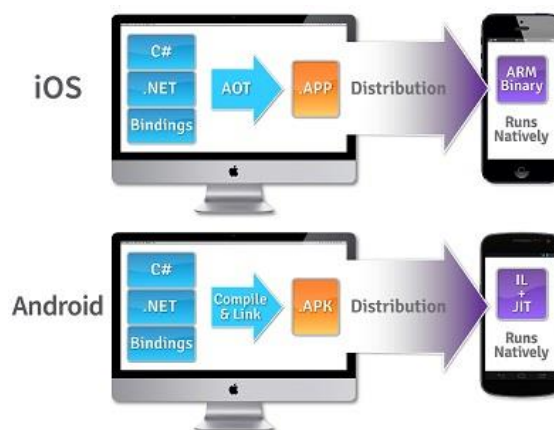 iOS
C#
.NET
Bindings
AOT
.APP
Distribution
ARM
Binary
Runs
Natively
Android
C#
.NET
Bindings
Compile
& Link
.APK
Distribution
IL
+
JIT
Runs
Natively